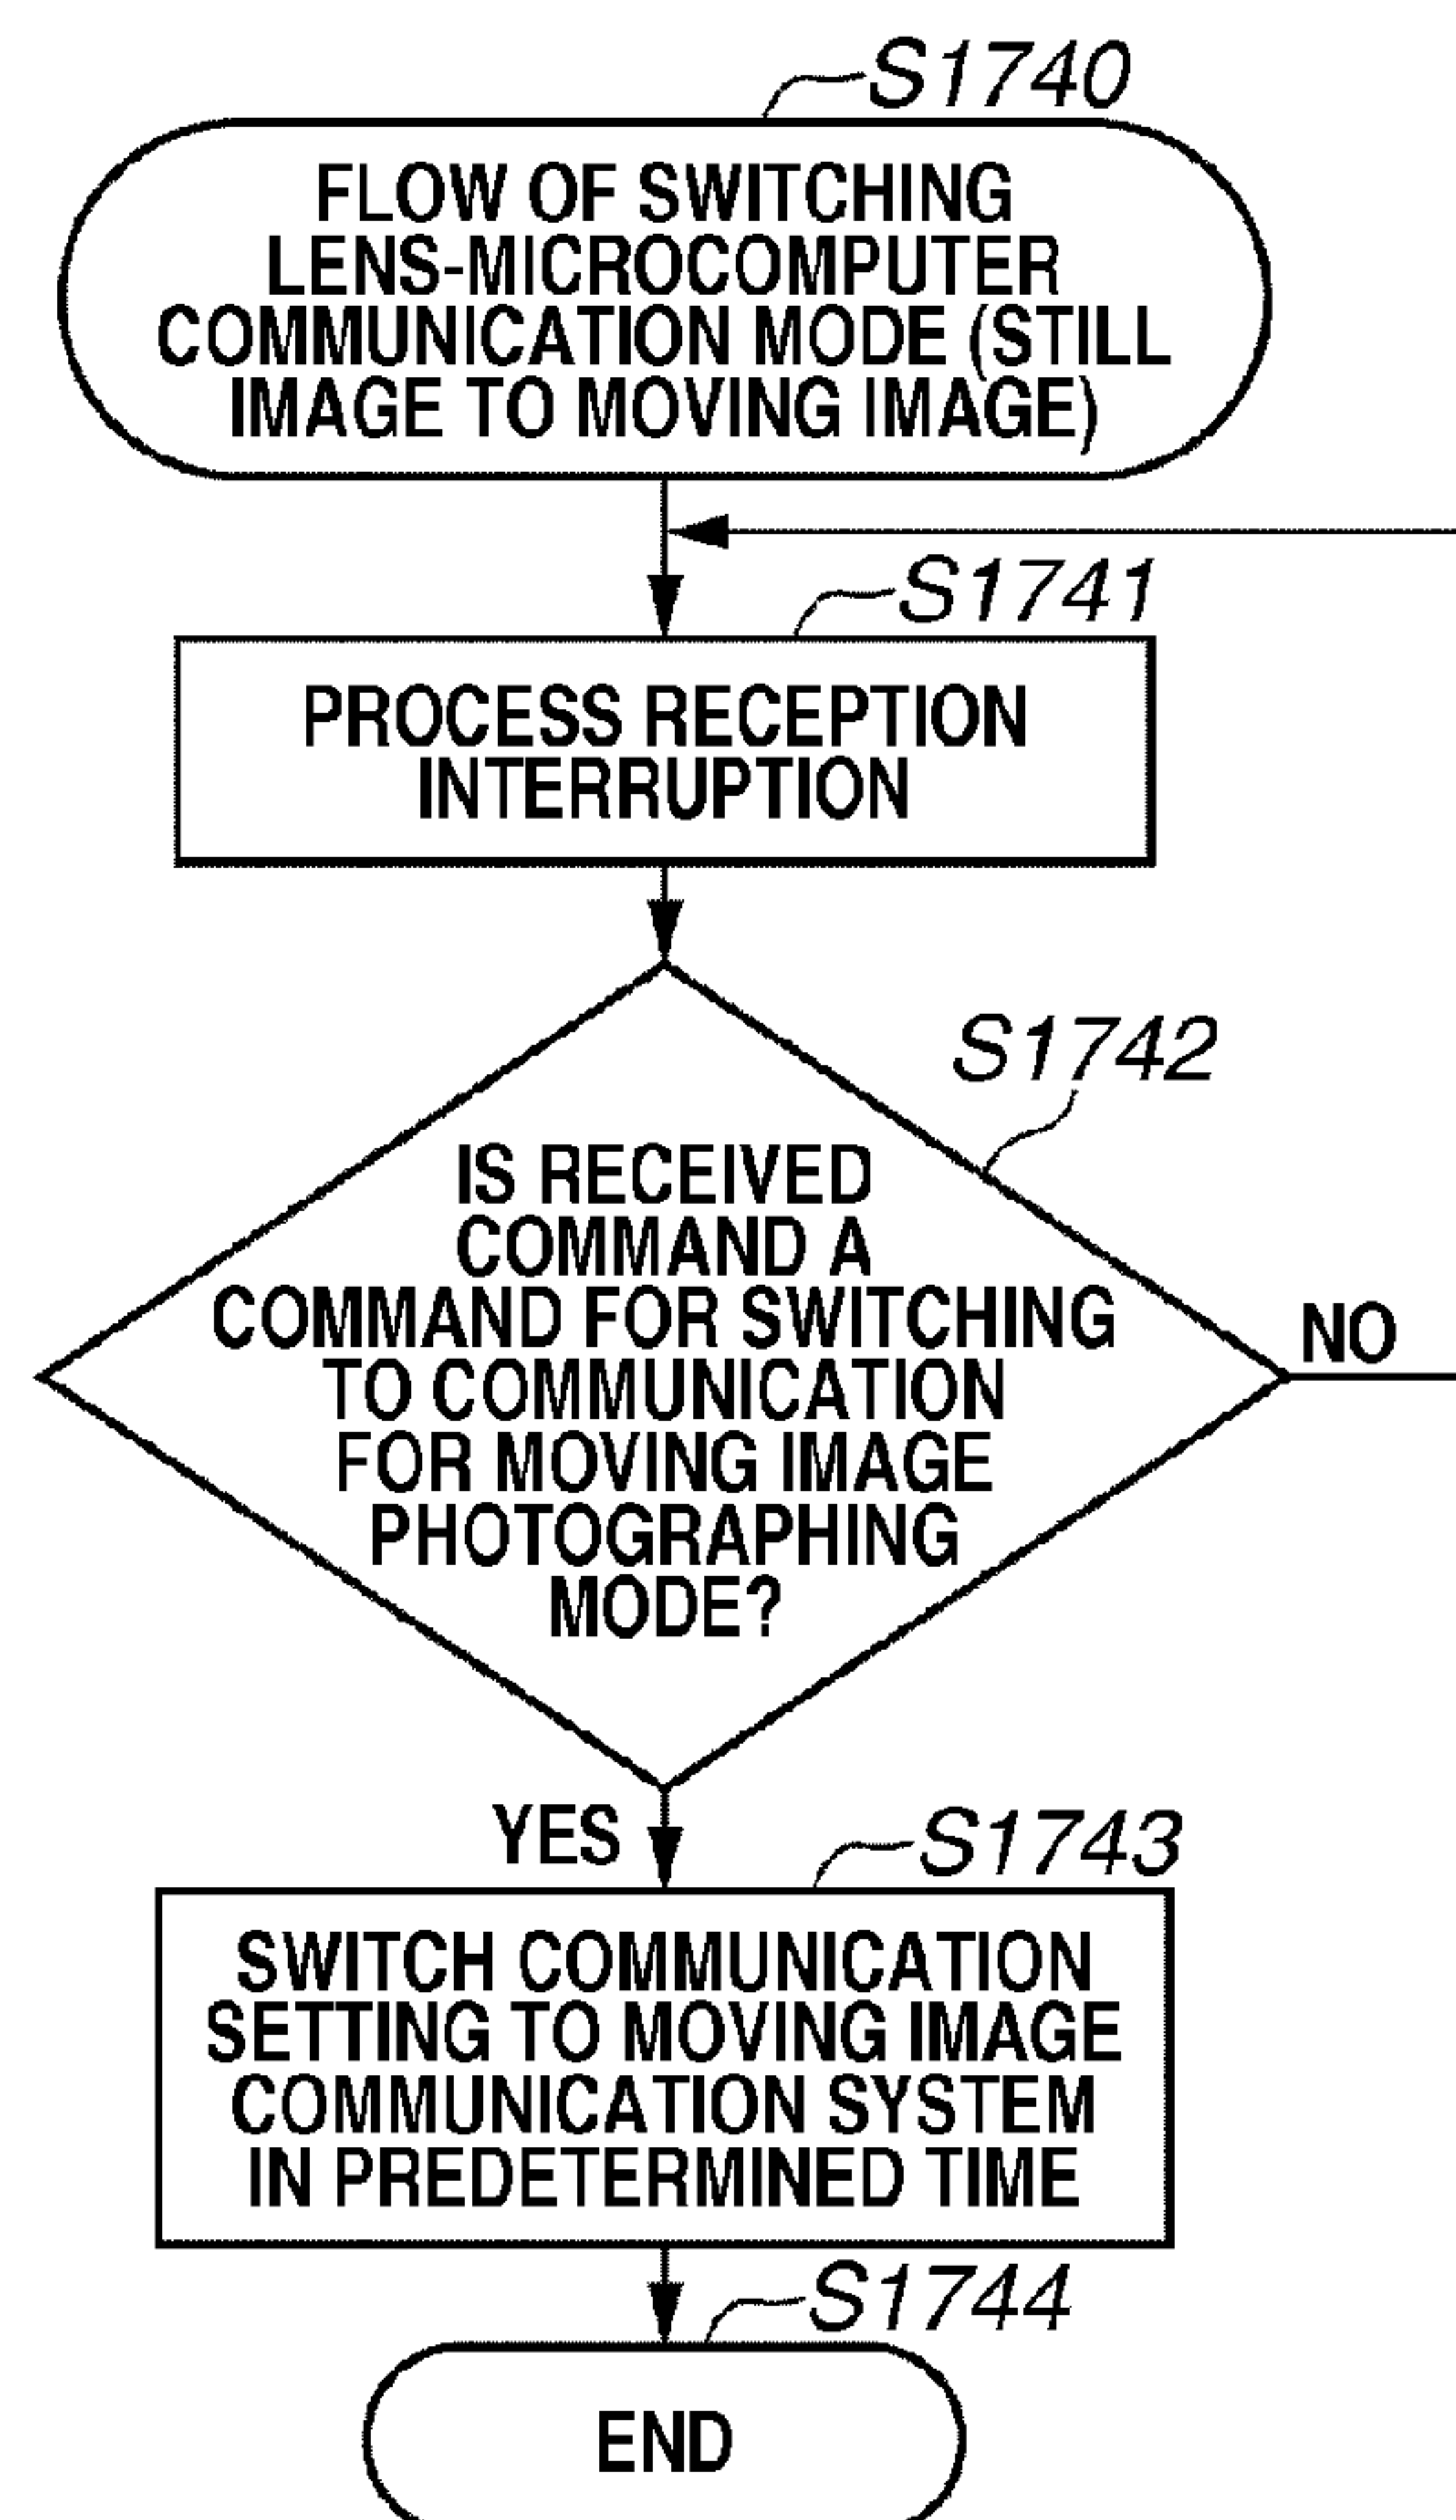 S1740
FLOW OF SWITCHING
LENS-MICROCOMPUTER
COMMUNICATION MODE (STILL
IMAGE TO MOVING IMAGE)
S1741
PROCESS RECEPTION
INTERRUPTION
S1742
IS RECEIVED
COMMAND A
COMMAND FOR SWITCHING
TO COMMUNICATION
FOR MOVING IMAGE
PHOTOGRAPHING
MODE?
NO
YES
S1743
SWITCH COMMUNICATION
SETTING TO MOVING IMAGE
COMMUNICATION SYSTEM
IN PREDETERMINED TIME
S1744
END